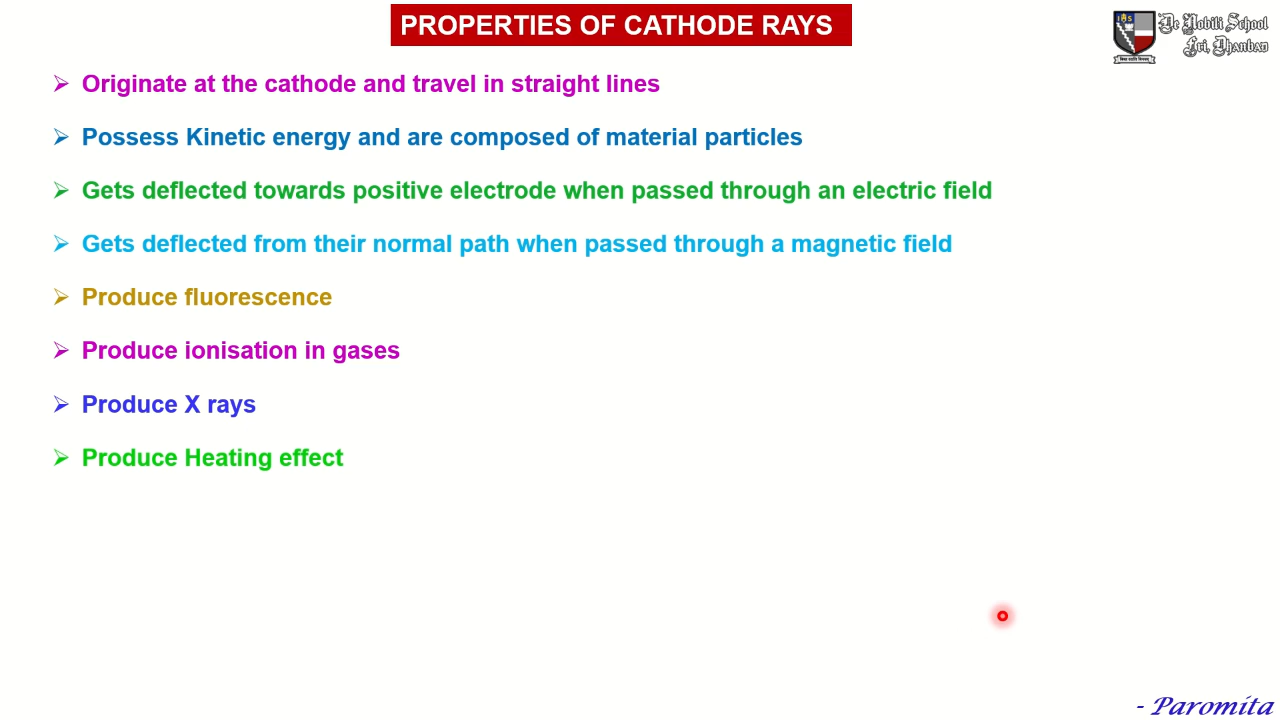 PROPERTIES OF CATHODE RAYS
De Nobili School
Originate at the cathode and travel in straight lines
Possess Kinetic energy and are composed of material particles
Gets deflected towards positive electrode when passed through an electric field
Gets deflected from their normal path when passed through a magnetic field
Produce fluorescence
Produce ionisation in gases
Produce X rays
Produce Heating effect
- Paromita